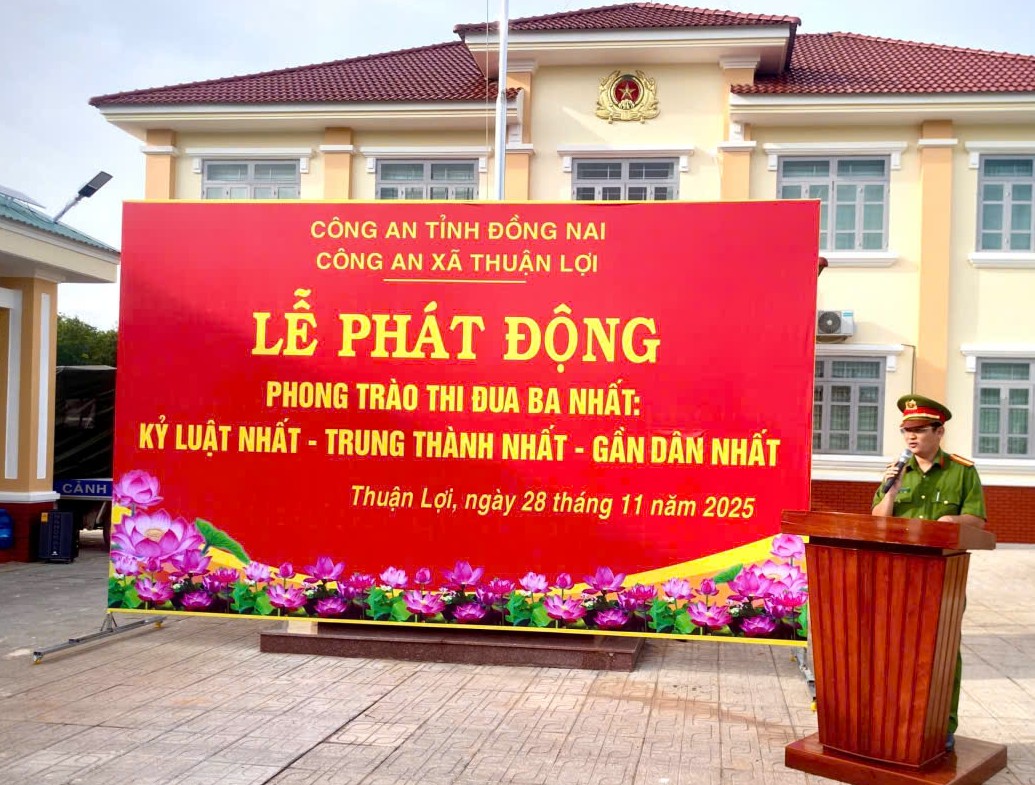 CÔNG AN TỈNH ĐỒNG NAI
CÔNG AN XÃ THUẬN LỢI
LỄ PHÁT ĐỘNG
PHONG TRÀO THI ĐUA BA NHẤT:
KỶ LUẬT NHẤT - TRUNG THÀNH NHẤT - GẦN DÂN NHẤT
Thuận Lợi, ngày 28 tháng 11 năm 2025
CẢNH